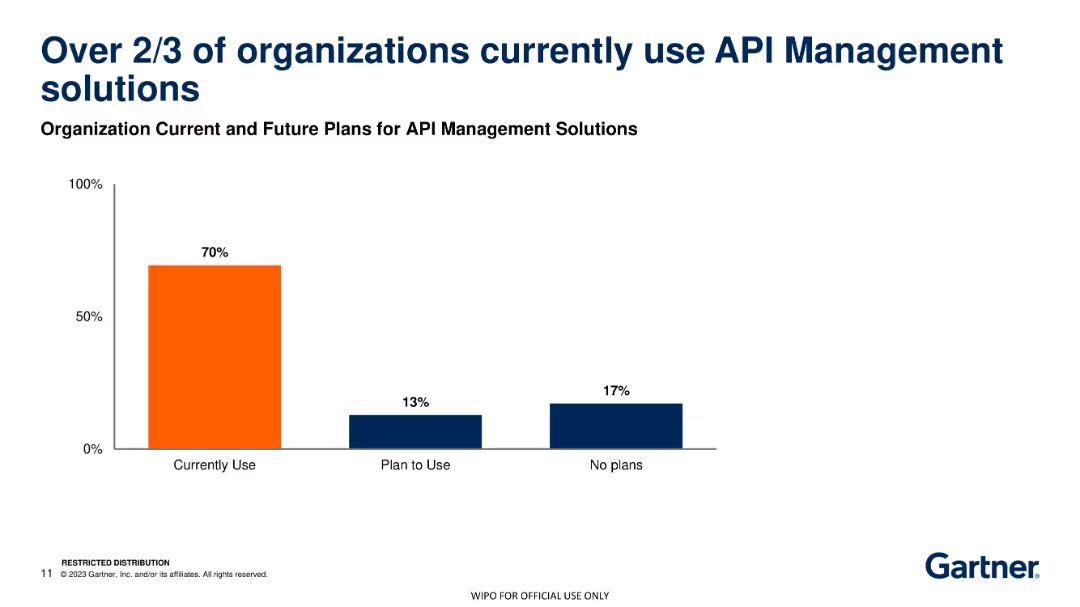 Over 2/3 of organizations currently use API Management
solutions
Organization Current and Future Plans for API Management Solutions
100%
70%
50%
17%
13%
0%
Currently Use Plan to Use No plans
RESTRICTED DISTRIBUTION
11 © 2023 Gartner, Inc. and/or its affiliates. All rights reserved.
Gartner®
WIPO FOR OFFICIAL USE ONLY